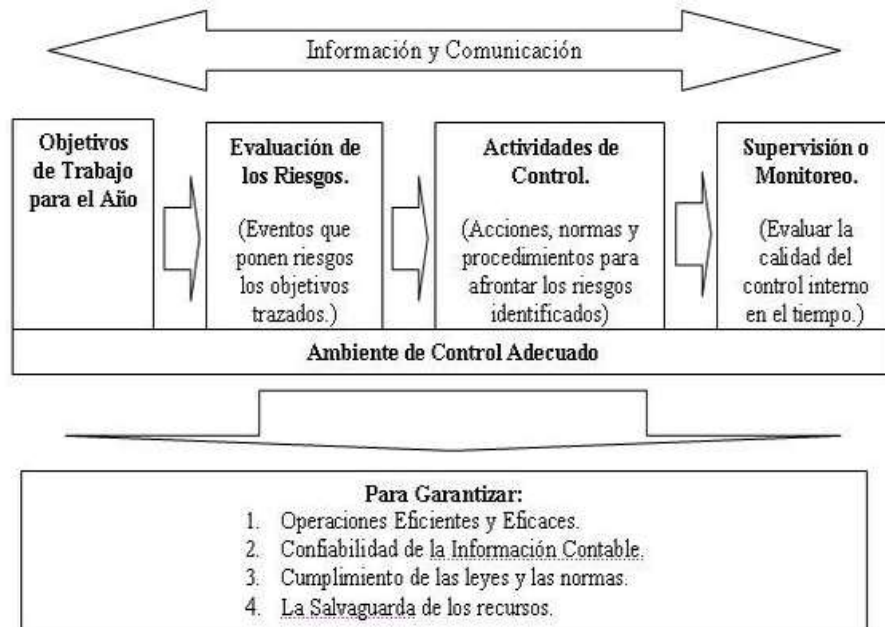 Información y Comunicación
Objetivos
de Trabajo
para el Año
Evaluación de
los Riesgos.
(Eventos que
ponen riesgos
los objetivos
trazados.)
Actividades de
Control.
(Acciones, normas y
procedimientos para
afrontar los riesgos
identificados)
Supervisión o
Monitoreo.
(Evaluar la
calidad del
control interno
en el tiempo.)
Ambiente de Control Adecuado
Para Garantizar:
1. Operaciones Eficientes y Eficaces.
2. Confiabilidad de la Información Contable.
3. Cumplimiento de las leyes y las normas.
4. La Salvaguarda de los recursos.